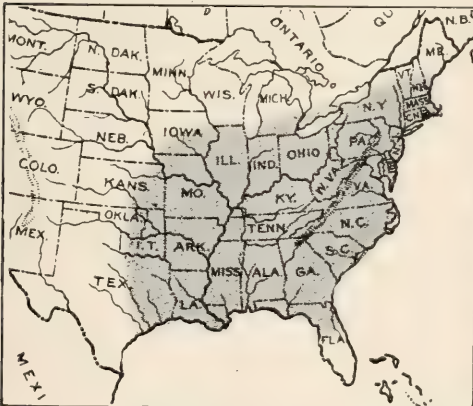 ONTARIO
QU
N.B.
MONT.
N. DAK.
MINN.
ME.
VT.
N.H.
S. DAK.
WIS.
MICH.
N.Y.
MASS
CN
WYO.
NEB.
IOWA
ILL.
IND.
OHIO
PA.
COLO.
KANS.
MO.
KY.
W.VA.
VA.
OKLA.
I.T.
ARK.
TENN.
N.C.
S.C.
MEX.
TEX.
LA.
MISS.
ALA.
GA.
FLA.
MEXI